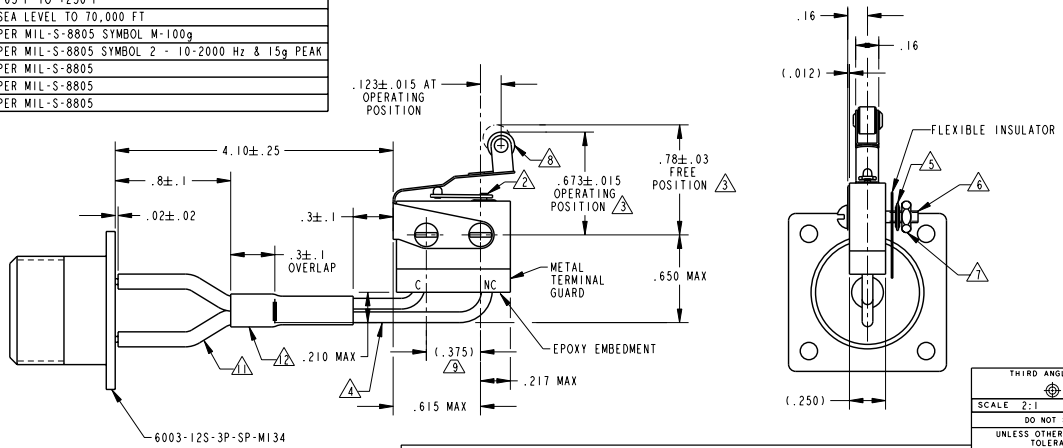 SEA LEVEL TO 70,000 FT
PER MIL-S-8805 SYMBOL M-100g
PER MIL-S-8805 SYMBOL 2 - 10-2000 Hz & 15g PEAK
PER MIL-S-8805
PER MIL-S-8805
PER MIL-S-8805
.123±.015 AT
OPERATING
POSITION
4.10±.25
.8±.1
.02±.02
.3±.1
.3±.1
OVERLAP
8
2
.673±.015
OPERATING
POSITION 3
.78±.03
FREE
POSITION 3
.650 MAX
METAL
TERMINAL
GUARD
C
NC
EPOXY EMBEDMENT
.210 MAX
(.375)
9
.217 MAX
.615 MAX
4
11
12
6003-12S-3P-SP-M134
.16
.16
(.012)
FLEXIBLE INSULATOR
5
6
7
(.250)
THIRD ANGL
SCALE 2:1
DO NOT
UNLESS OTHER
TOLERA